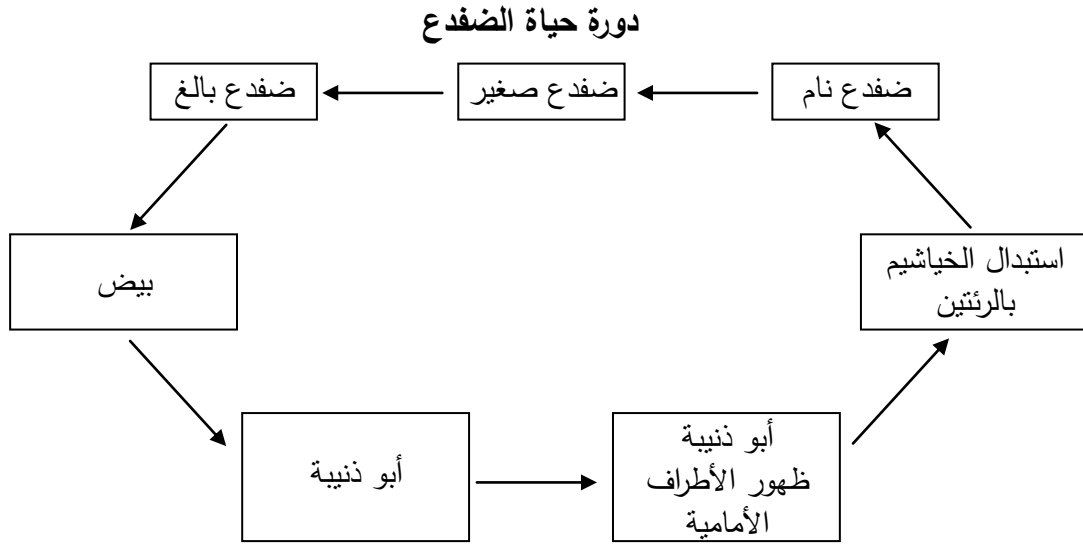 دورة حياة الضفدع
ضفدع نام
ضفدع صغير
ضفدع بالغ
استبدال الخياشيم
بالرئتين
بيض
أبو ذنيبة
ظهور الأطراف
الأمامية
أبو ذنيبة